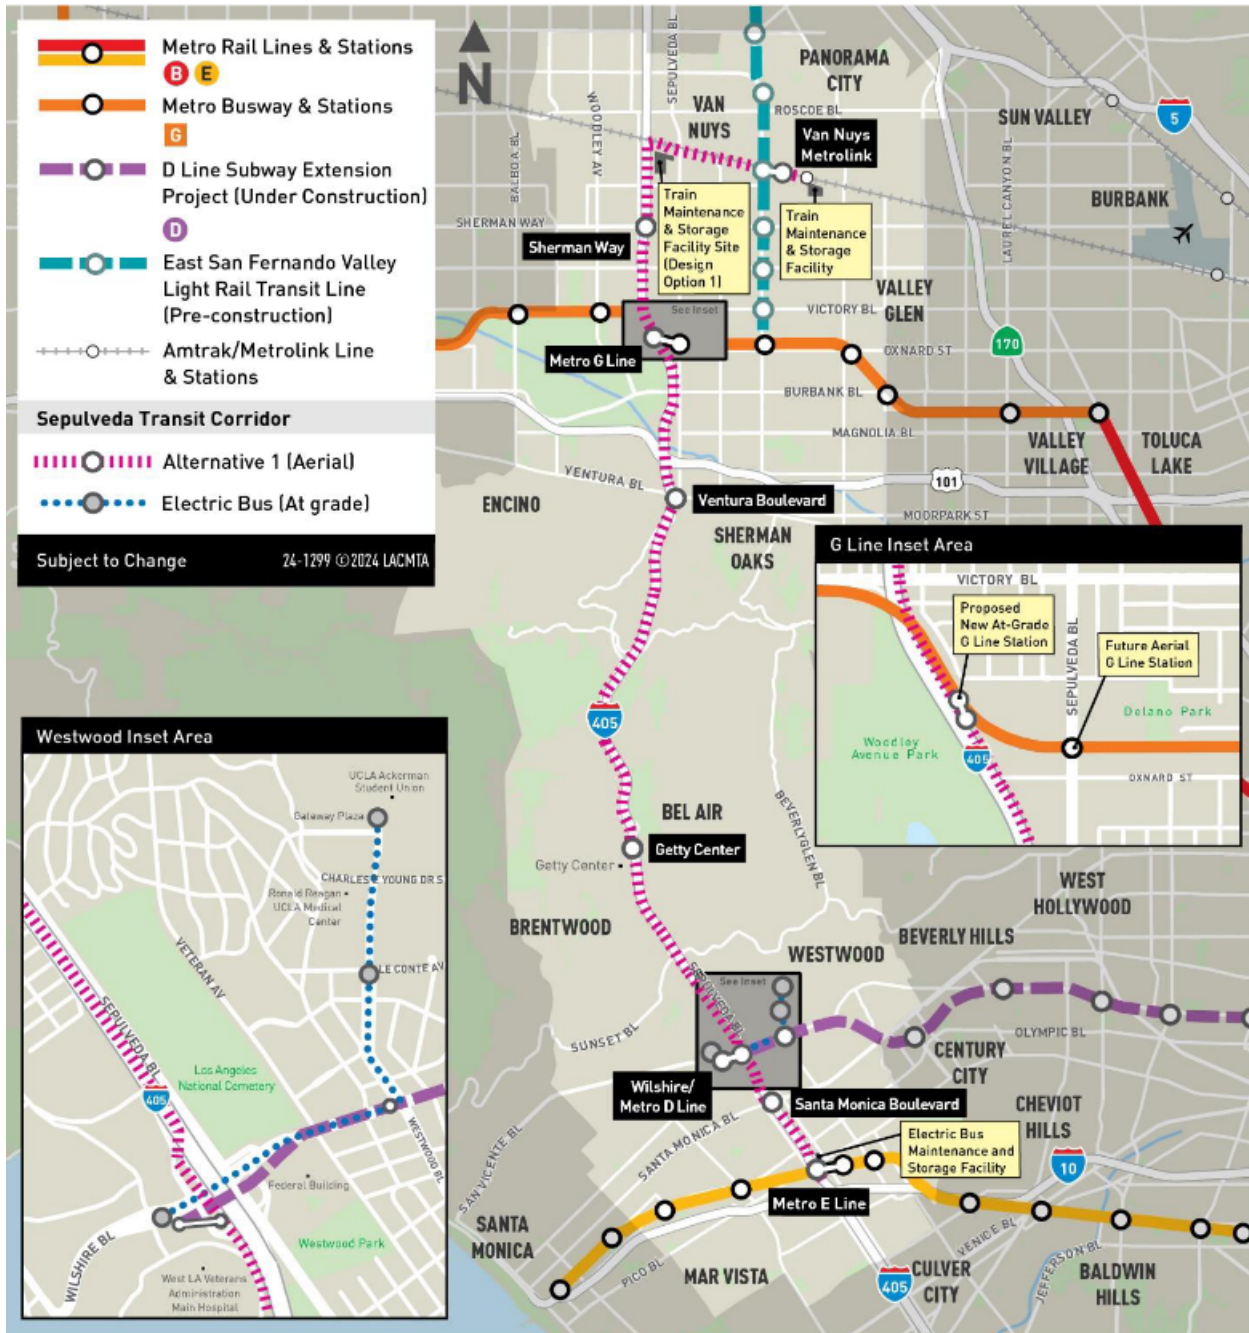 Metro Rail Lines & Stations
B E
Metro Busway & Stations
G
D Line Subway Extension
Project (Under Construction)
D
East San Fernando Valley
Light Rail Transit Line
(Pre-construction)
Amtrak/Metrolink Line
& Stations
Sepulveda Transit Corridor
Alternative 1 (Aerial)
Electric Bus (At grade)
Subject to Change
24-1299 ©2024 LACMTA
N
SEPULVEDA BL
WOODLEY AV
BALBOA BL
VAN
NUYS
PANORAMA
CITY
ROSCOE BL
Van Nuys
Metrolink
SUN VALLEY
5
LAUREL CANYON BL
BURBANK
SHERMAN WAY
Sherman Way
Train
Maintenance
& Storage
Facility Site
(Design
Option 1)
Train
Maintenance
& Storage
Facility
VALLEY
GLEN
VICTORY BL
See Inset
Metro G Line
OXNARD ST
170
BURBANK BL
MAGNOLIA BL
VALLEY
VILLAGE
TOLUCA
LAKE
VENTURA BL
101
ENCINO
Ventura Boulevard
MOORPARK ST
SHERMAN
OAKS
G Line Inset Area
VICTORY BL
Proposed
New At-Grade
G Line Station
SEPULVEDA BL
Future Aerial
G Line Station
Delano Park
Woodley
Avenue Park
405
OXNARD ST
405
BEL AIR
BEVERLY GLEN BL
Getty Center
Getty Center
BRENTWOOD
WESTWOOD
WEST
HOLLYWOOD
BEVERLY HILLS
SEPULVEDA BL
See Inset
SUNSET BL
OLYMPIC BL
CENTURY
CITY
Wilshire/
Metro D Line
Santa Monica Boulevard
CHEVIOT
HILLS
SANTA MONICA BL
Electric Bus
Maintenance and
Storage Facility
10
SAN VICENTE BL
Metro E Line
SANTA
MONICA
PICO BL
MAR VISTA
405
CULVER
CITY
VENICE BL
JEFFERSON BL
BALDWIN
HILLS
Westwood Inset Area
UCLA Ackerman
Student Union
Gateway Plaza
CHARLES E YOUNG DR S
Ronald Reagan
UCLA Medical
Center
VETERAN AV
LE CONTE AV
SEPULVEDA BL
Los Angeles
National Cemetery
405
WESTWOOD BL
Federal Building
WILSHIRE BL
Westwood Park
West LA Veterans
Administration
Main Hospital